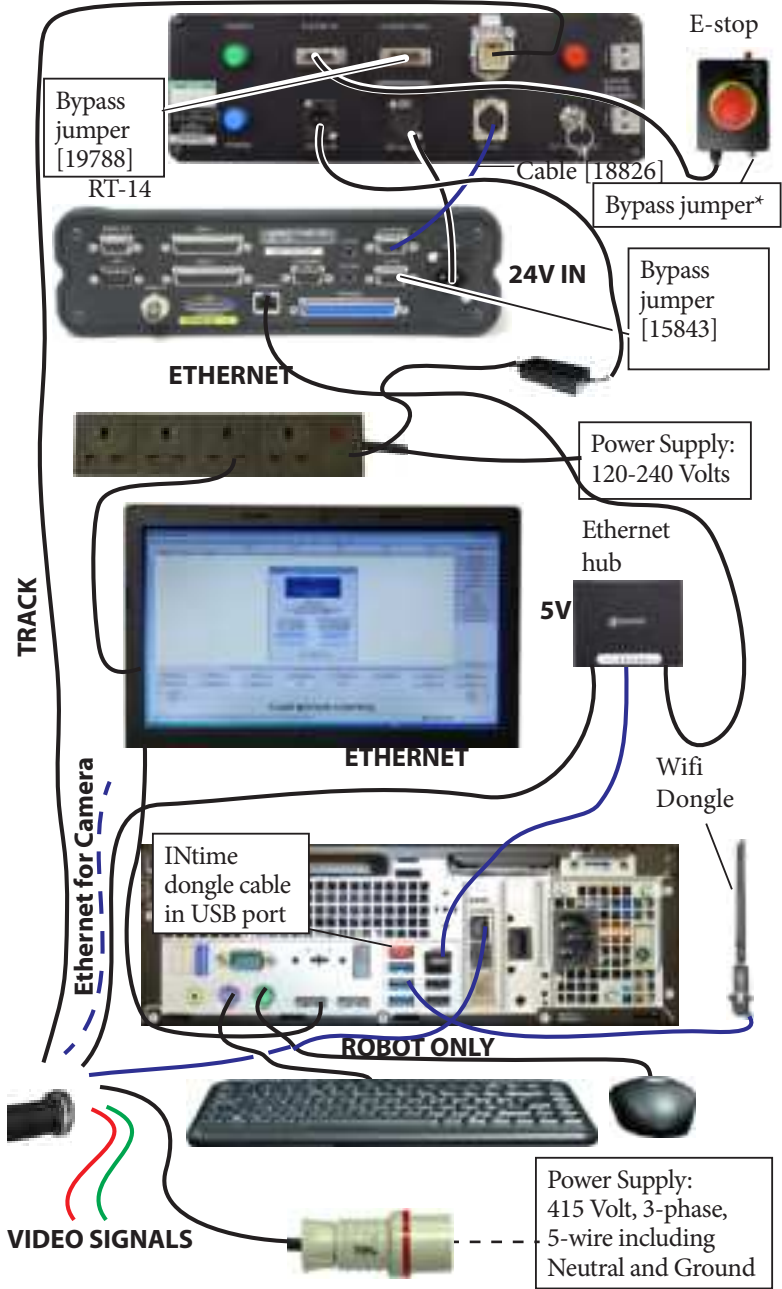 E-stop
Bypass
jumper
[19788]
RT-14
Cable [18826]
Bypass jumper*
24V IN
Bypass
jumper
[15843]
ETHERNET
Power Supply:
120-240 Volts
Ethernet
hub
5V
TRACK
ETHERNET
Ethernet for Camera
Wifi
Dongle
INtime
dongle cable
in USB port
ROBOT ONLY
VIDEO SIGNALS
Power Supply:
415 Volt, 3-phase,
5-wire including
Neutral and Ground